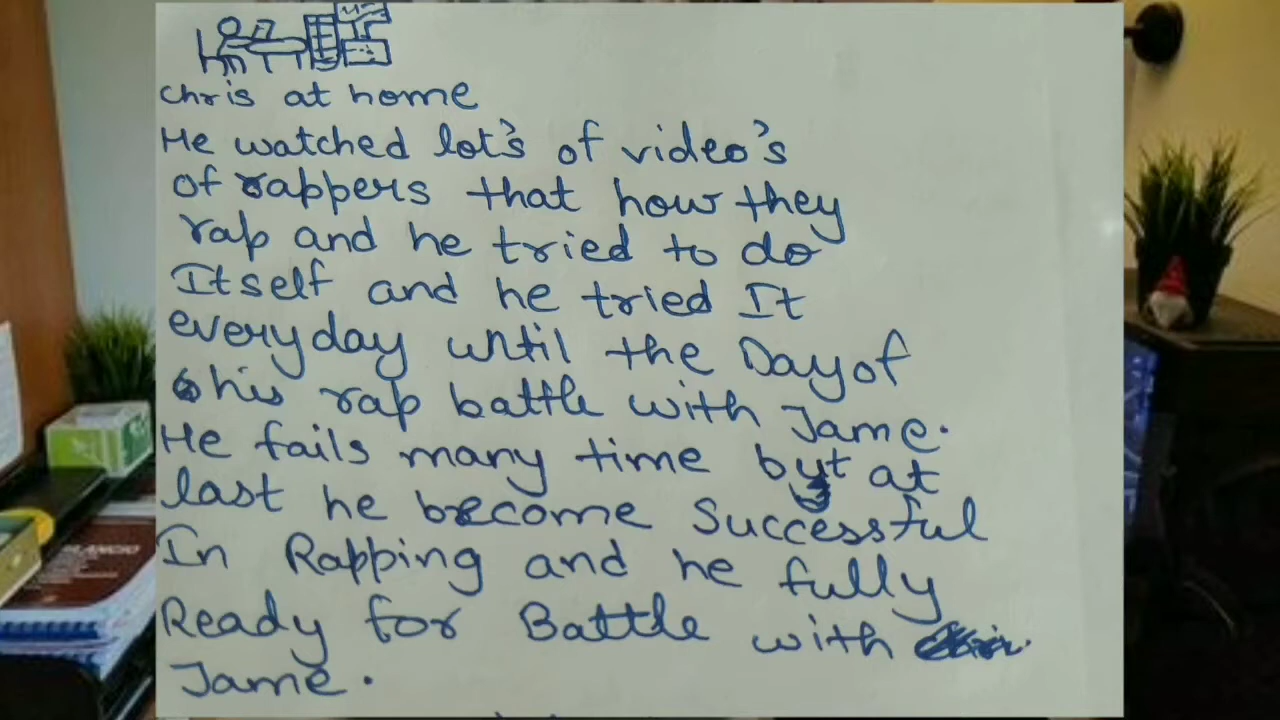 Chris at home
He watched lot's of video's
of rappers that how they
rap and he tried to do
Itself and he tried It
everyday until the Day of
his rap battle with Jame.
He fails many time but at
last he become Successful
In Rapping and he fully
Ready for Battle with
Jame.